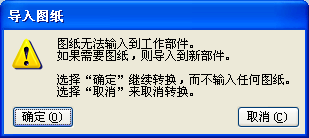 导入图纸
图纸无法输入到工作部件。
如果需要图纸,则导入到新部件。
选择“确定”继续转换,而不输入任何图纸。
选择“取消”来取消转换。
确定(O)
取消(C)